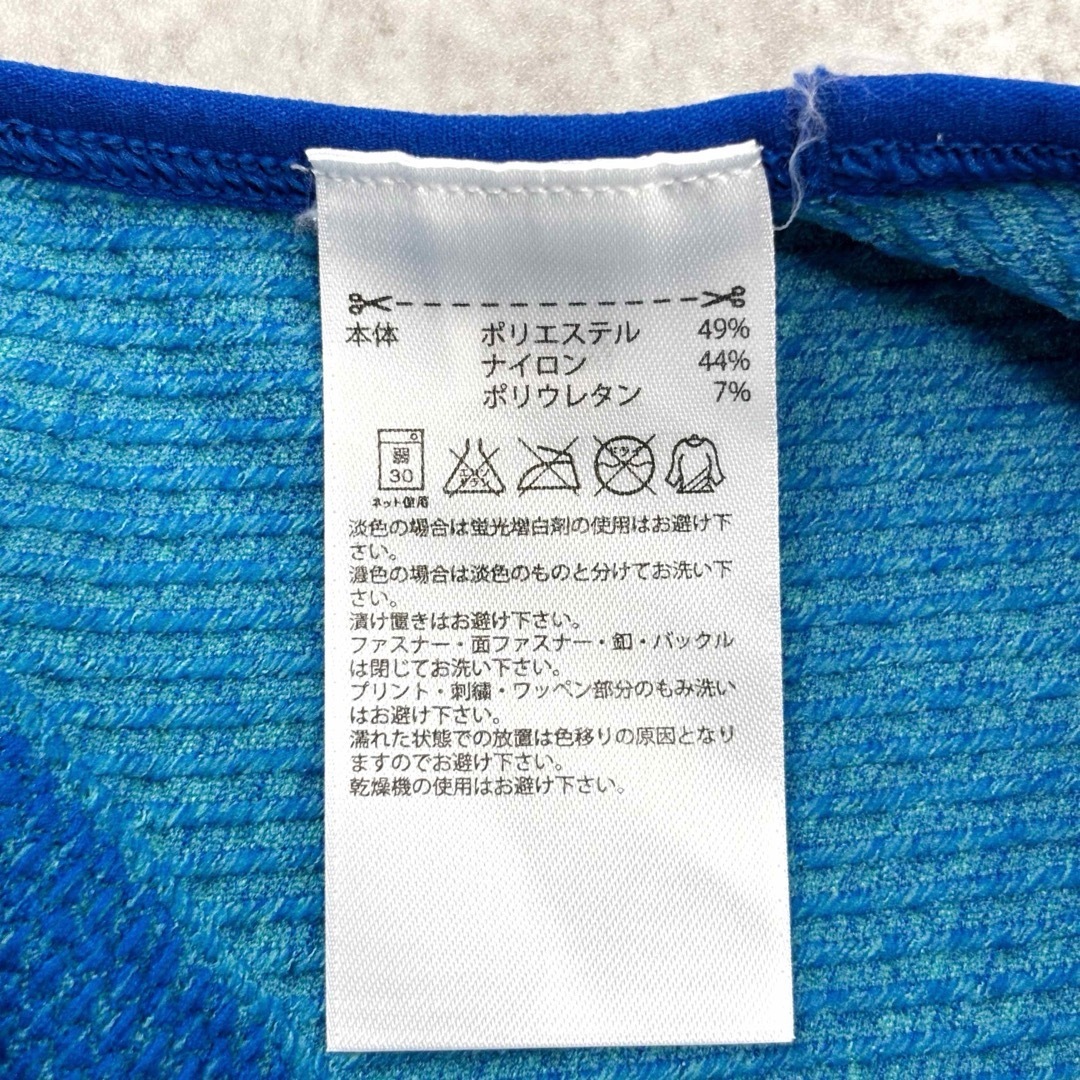 本体 ポリエステル 49%
ナイロン 44%
ポリウレタン 7%
弱
30
ネット使用
エンソ
サラシ
ドライ
淡色の場合は蛍光増白剤の使用はお避け下
さい。
濃色の場合は淡色のものと分けてお洗い下
さい。
漬け置きはお避け下さい。
ファスナー・面ファスナー・釦・バックル
は閉じてお洗い下さい。
プリント・刺繍・ワッペン部分のもみ洗い
はお避け下さい。
濡れた状態での放置は色移りの原因となり
ますのでお避け下さい。
乾燥機の使用はお避け下さい。